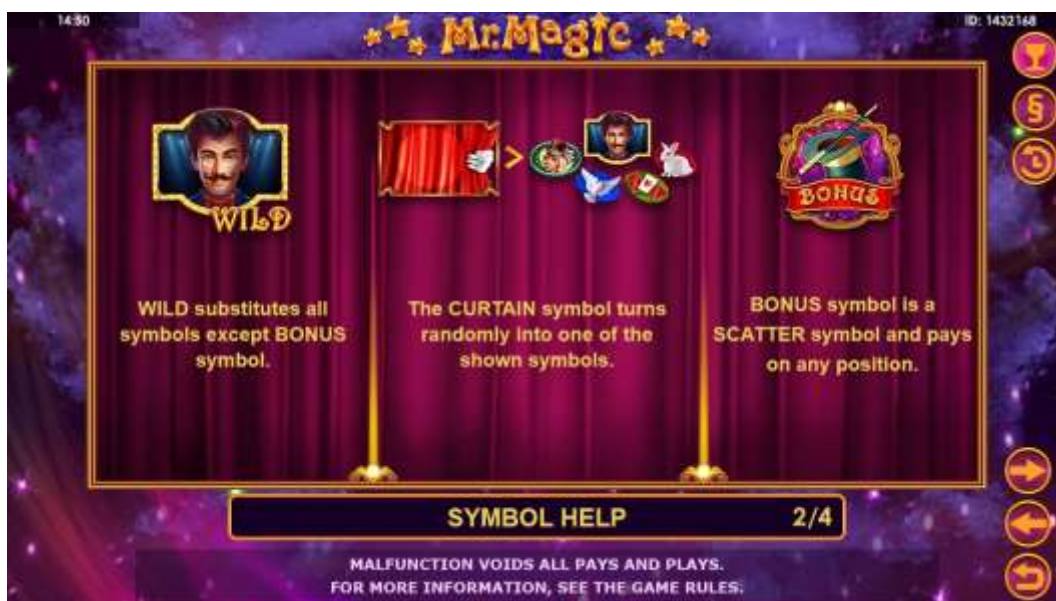 14:50
Mr.Magic
ID: 1432168
§
WILD
>
BONUS
WILD substitutes all
symbols except BONUS
symbol.
The CURTAIN symbol turns
randomly into one of the
shown symbols.
BONUS symbol is a
SCATTER symbol and pays
on any position.
SYMBOL HELP 2/4
MALFUNCTION VOIDS ALL PAYS AND PLAYS.
FOR MORE INFORMATION, SEE THE GAME RULES.